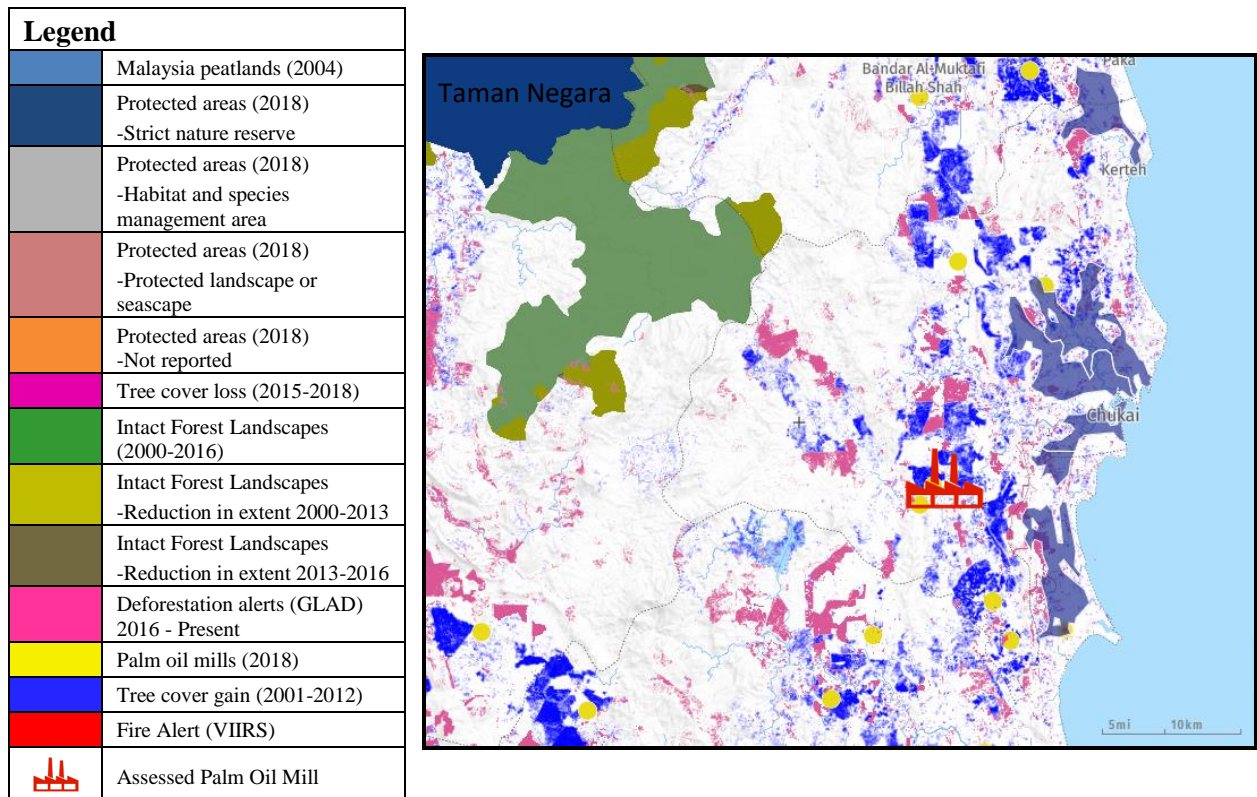 Legend
Malaysia peatlands (2004)
Protected areas (2018)
-Strict nature reserve
Protected areas (2018)
-Habitat and species
management area
Protected areas (2018)
-Protected landscape or
seascape
Protected areas (2018)
-Not reported
Tree cover loss (2015-2018)
Intact Forest Landscapes
(2000-2016)
Intact Forest Landscapes
-Reduction in extent 2000-2013
Intact Forest Landscapes
-Reduction in extent 2013-2016
Deforestation alerts (GLAD)
2016 - Present
Palm oil mills (2018)
Tree cover gain (2001-2012)
Fire Alert (VIIRS)
Assessed Palm Oil Mill
Taman Negara
Bandar Al-Muktafi
Billah Shah
Paka
Kerteh
Chukai
5mi 10km